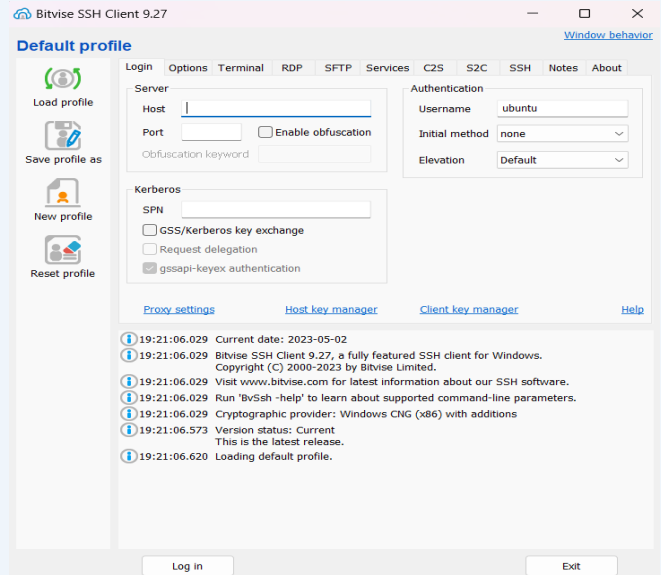 Bitvise SSH Client 9.27
Default profile
Window behavior
Load profile
Save profile as
New profile
Reset profile
Login Options Terminal RDP SFTP Services C2S S2C SSH Notes About
Server
Host
Port
Enable obfuscation
Obfuscation keyword
Authentication
Username ubuntu
Initial method none
Elevation Default
Kerberos
SPN
GSS/Kerberos key exchange
Request delegation
gssapi-keyex authentication
Proxy settings Host key manager Client key manager Help
19:21:06.029 Current date: 2023-05-02
19:21:06.029 Bitvise SSH Client 9.27, a fully featured SSH client for Windows.
Copyright (C) 2000-2023 by Bitvise Limited.
19:21:06.029 Visit www.bitvise.com for latest information about our SSH software.
19:21:06.029 Run 'BvSsh -help' to learn about supported command-line parameters.
19:21:06.029 Cryptographic provider: Windows CNG (x86) with additions
19:21:06.573 Version status: Current
This is the latest release.
19:21:06.620 Loading default profile.
Log in Exit